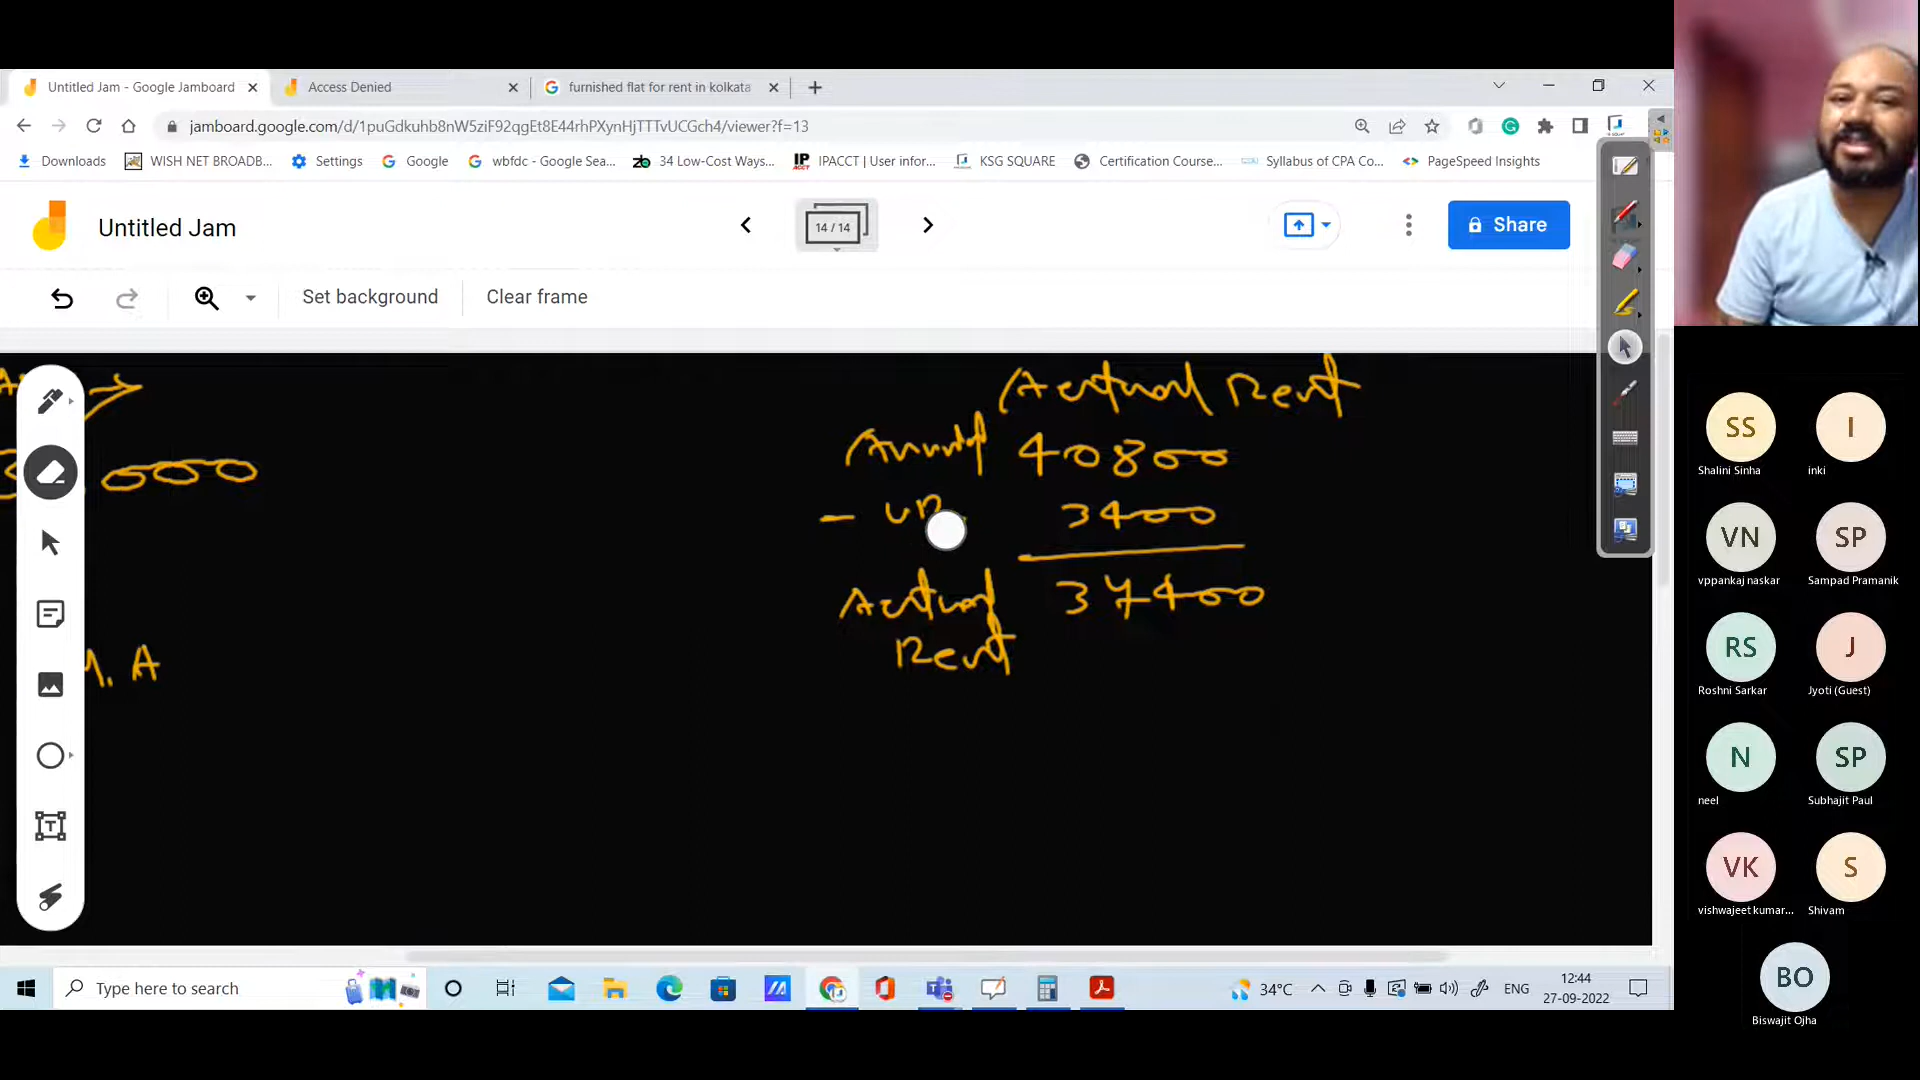 Untitled Jam - Google Jamboard
Access Denied
furnished flat for rent in kolkata
jamboard.google.com/d/1puGdkuhb8nW5ziF92qgEt8E44rhPXynHjTTTvUCGch4/viewer?f=13
Downloads
WISH NET BROADB...
Settings
Google
wbfdc - Google Sea...
34 Low-Cost Ways...
IPACCT | User infor...
KSG SQUARE
Certification Course...
Syllabus of CPA Co...
PageSpeed Insights
Untitled Jam
14 / 14
Share
Set background
Clear frame
Actual Rent
Annual 40800
000
- UR 3400
Actual 37400
Rent
. A
SS
Shalini Sinha
I
inki
VN
vppankaj naskar
SP
Sampad Pramanik
RS
Roshni Sarkar
J
Jyoti (Guest)
N
neel
SP
Subhajit Paul
VK
vishwajeet kumar...
S
Shivam
BO
Biswajit Ojha
Type here to search
34°C
ENG
12:44
27-09-2022